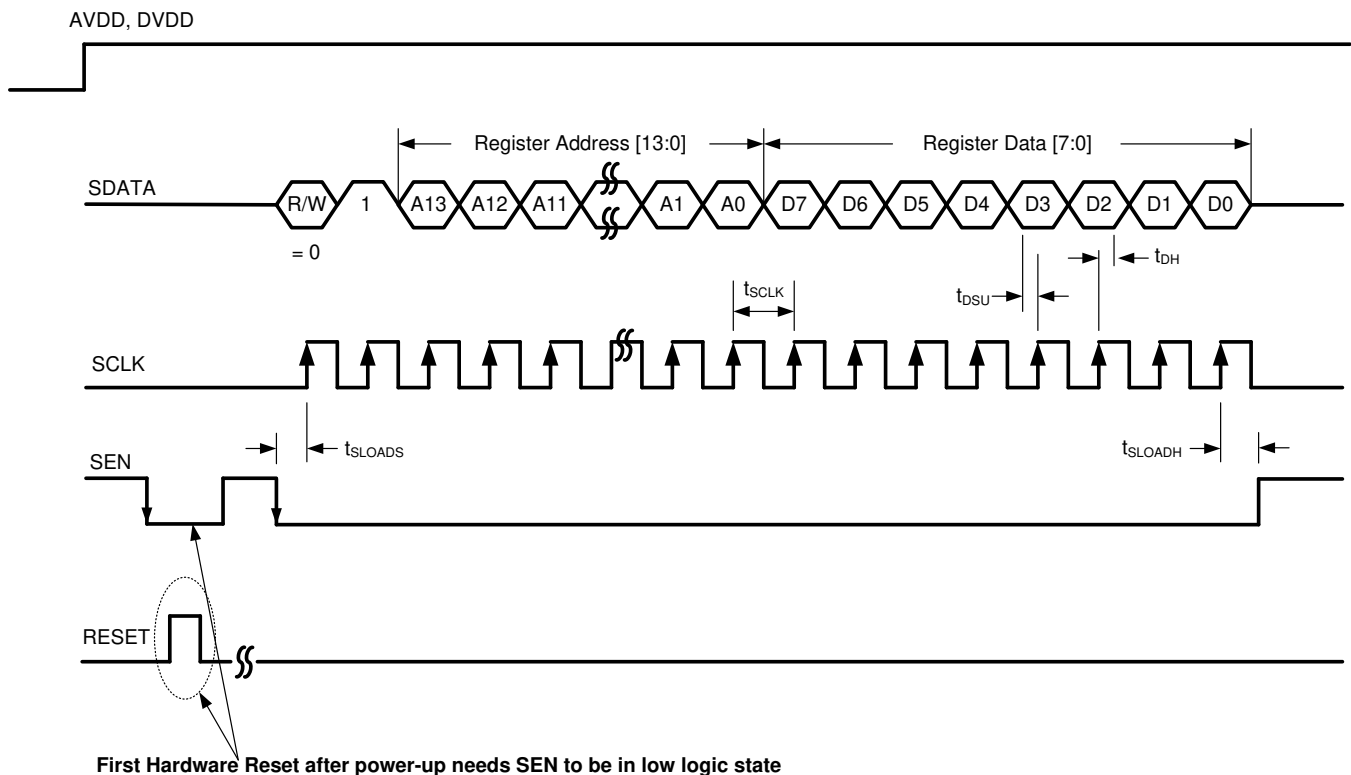 AVDD, DVDD
Register Address [13:0]
Register Data [7:0]
SDATA
R/W 1 A13 A12 A11 A1 A0 D7 D6 D5 D4 D3 D2 D1 D0
= 0
tDH
tSCLK
tDSU
SCLK
tSLOADS
tSLOADH
SEN
RESET
First Hardware Reset after power-up needs SEN to be in low logic state